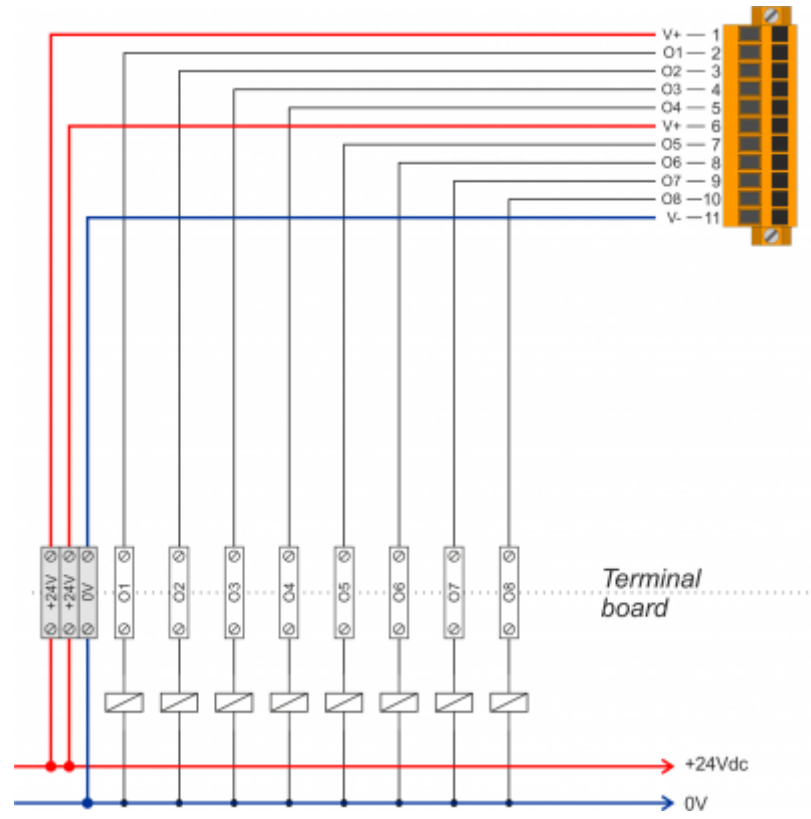 V+ — 1
O1 — 2
O2 — 3
O3 — 4
O4 — 5
V+ — 6
O5 — 7
O6 — 8
O7 — 9
O8 — 10
V- — 11
+24V
+24V
0V
O1
O2
O3
O4
O5
O6
O7
O8
Terminal
board
+24Vdc
0V